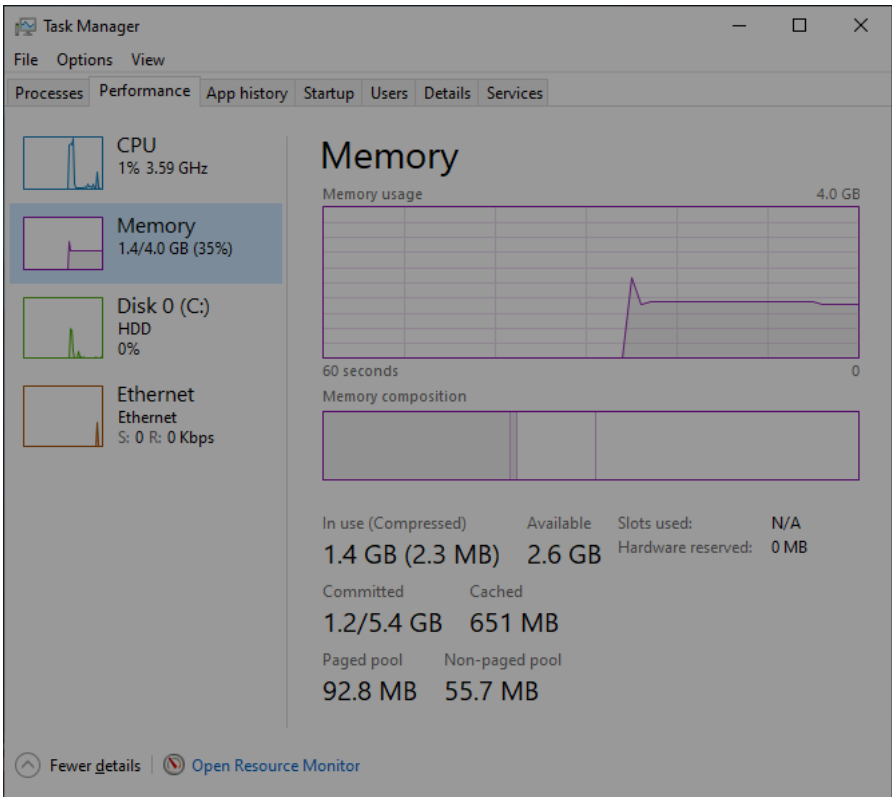 Task Manager
File Options View
Processes Performance App history Startup Users Details Services
CPU
1% 3.59 GHz
Memory
1.4/4.0 GB (35%)
Disk 0 (C:)
HDD
0%
Ethernet
Ethernet
S: 0 R: 0 Kbps
Memory
Memory usage 4.0 GB
60 seconds 0
Memory composition
In use (Compressed) Available Slots used: N/A
1.4 GB (2.3 MB) 2.6 GB Hardware reserved: 0 MB
Committed Cached
1.2/5.4 GB 651 MB
Paged pool Non-paged pool
92.8 MB 55.7 MB
Fewer details Open Resource Monitor